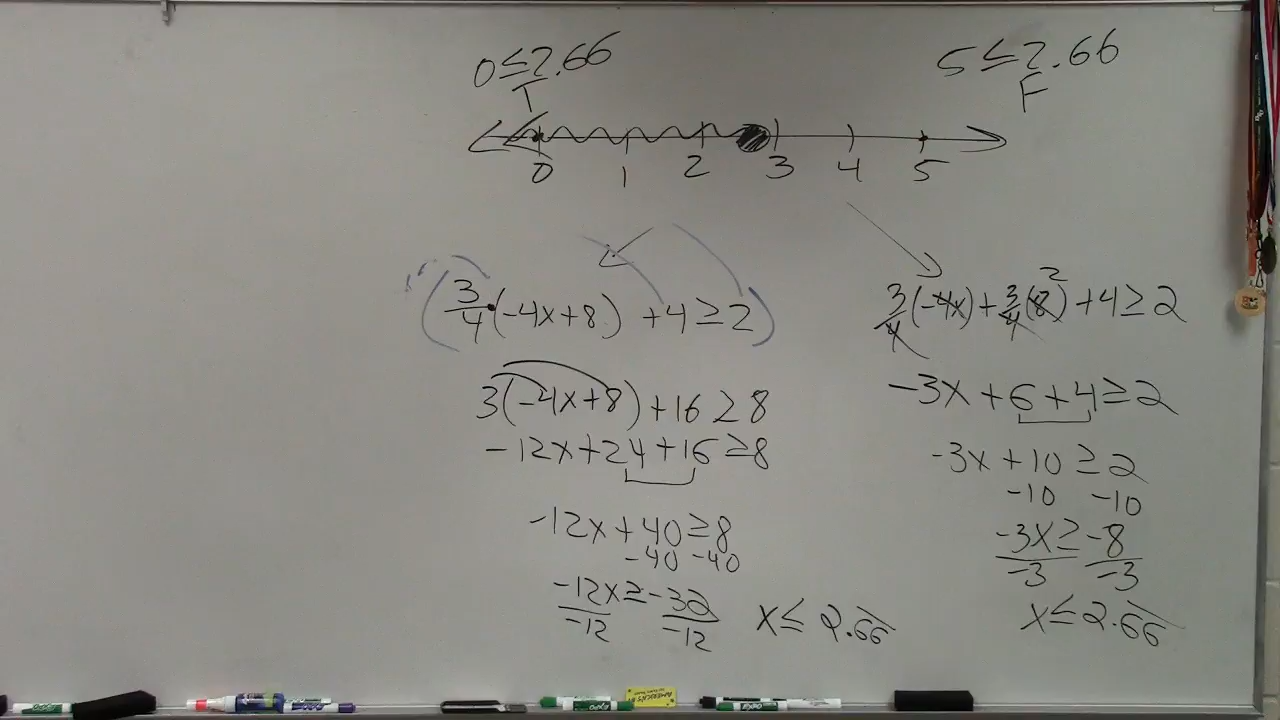 0≤2.66 5≤2.66
T F
0 1 2 3 4 5
(3/4·(-4x+8) +4≥2)
3(-4x+8)+16≥8
-12x+24+16≥8
-12x+40≥8
-40 -40
-12x≥-32
-12 -12
x≤2.66
3/4(-4x)+3/4(8)+4≥2
2
-3x+6+4≥2
-3x+10≥2
-10 -10
-3x≥-8
-3 -3
x≤2.66
expo
AMERICA'S